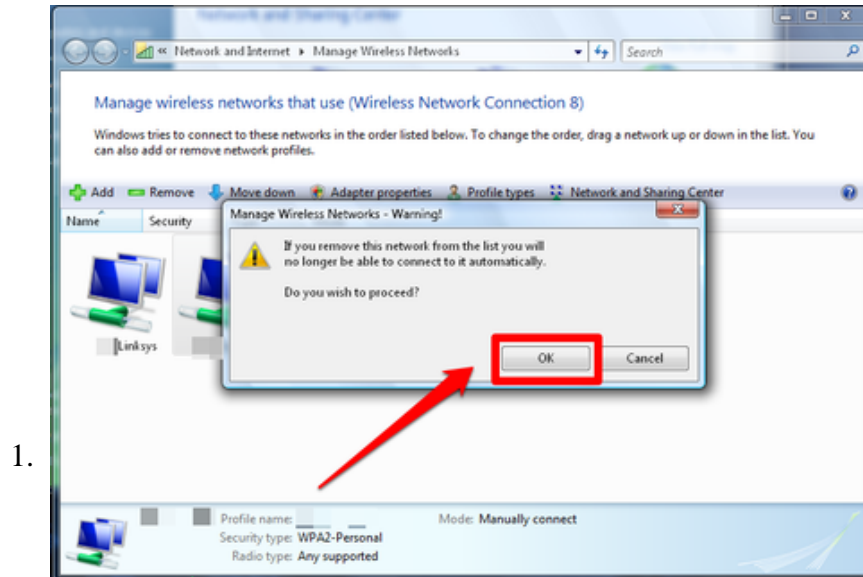 Network and Sharing Center
« Network and Internet ▸ Manage Wireless Networks
Search
Manage wireless networks that use (Wireless Network Connection 8)
Windows tries to connect to these networks in the order listed below. To change the order, drag a network up or down in the list. You
can also add or remove network profiles.
Add Remove Move down Adapter properties Profile types Network and Sharing Center
Name Security
Manage Wireless Networks - Warning!
If you remove this network from the list you will
no longer be able to connect to it automatically.
Do you wish to proceed?
OK Cancel
Linksys
1.
Profile name: Mode: Manually connect
Security type: WPA2-Personal
Radio type: Any supported